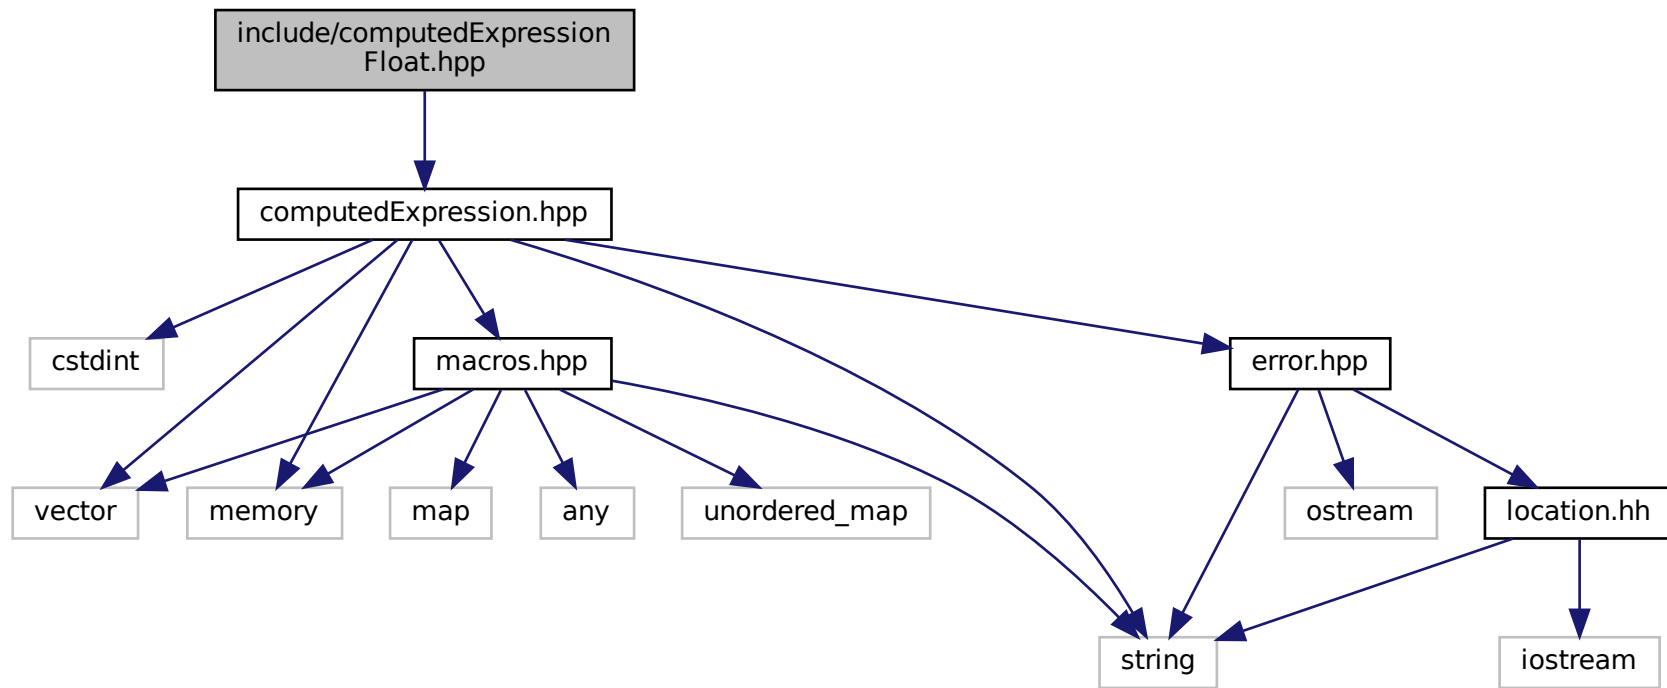 include/computedExpression
Float.hpp
computedExpression.hpp
cstdint
macros.hpp
error.hpp
vector
memory
map
any
unordered_map
ostream
location.hh
string
iostream